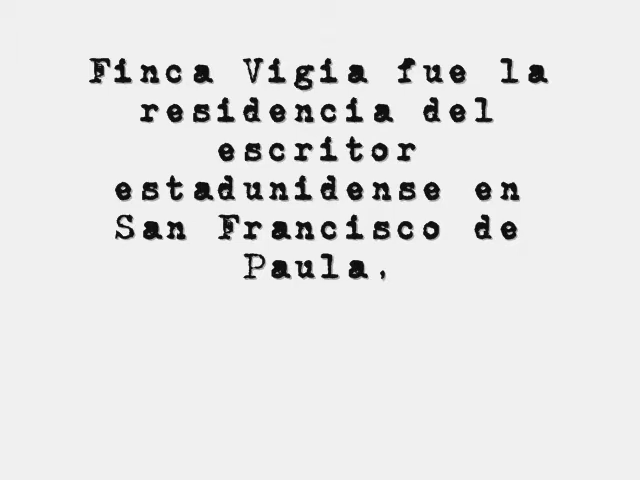 Finca Vigia fue la
residencia del
escritor
estadunidense en
San Francisco de
Paula,